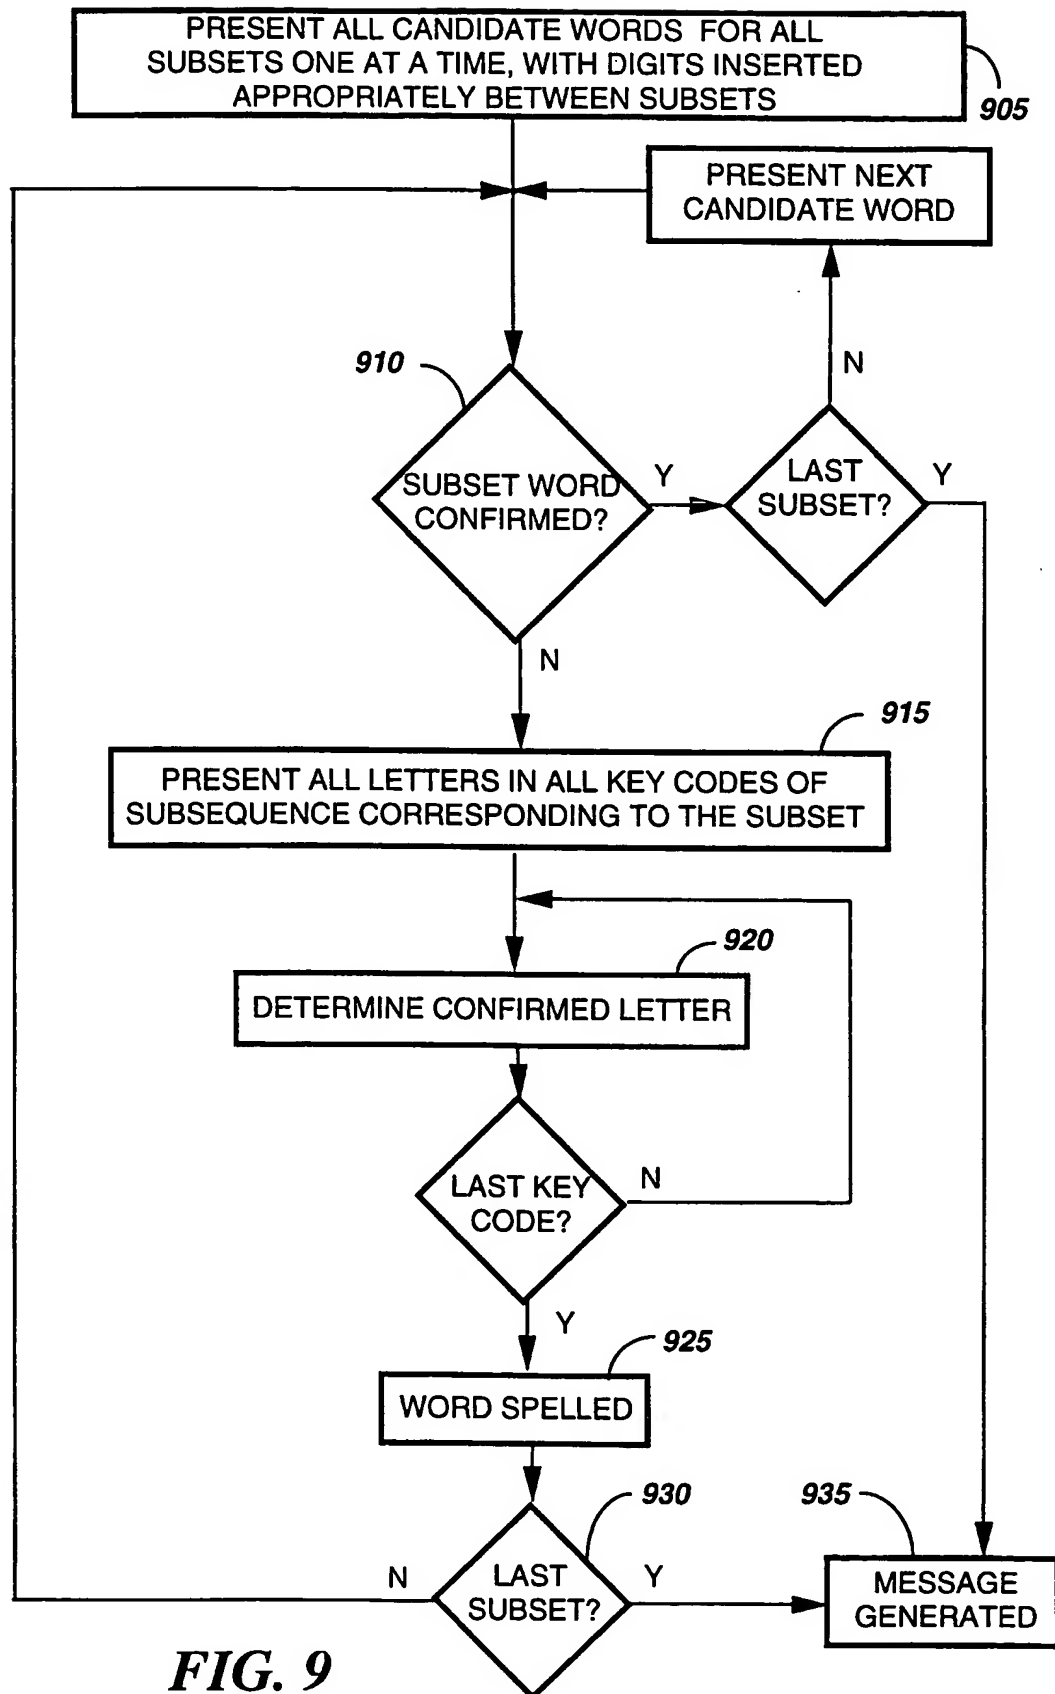 PRESENT ALL CANDIDATE WORDS FOR ALL
SUBSETS ONE AT A TIME, WITH DIGITS INSERTED
APPROPRIATELY BETWEEN SUBSETS
905
PRESENT NEXT
CANDIDATE WORD
910
N
SUBSET WORD
CONFIRMED?
Y
LAST
SUBSET?
Y
N
915
PRESENT ALL LETTERS IN ALL KEY CODES OF
SUBSEQUENCE CORRESPONDING TO THE SUBSET
920
DETERMINE CONFIRMED LETTER
LAST KEY
CODE?
N
Y
925
WORD SPELLED
930
935
N
LAST
SUBSET?
Y
MESSAGE
GENERATED
FIG. 9